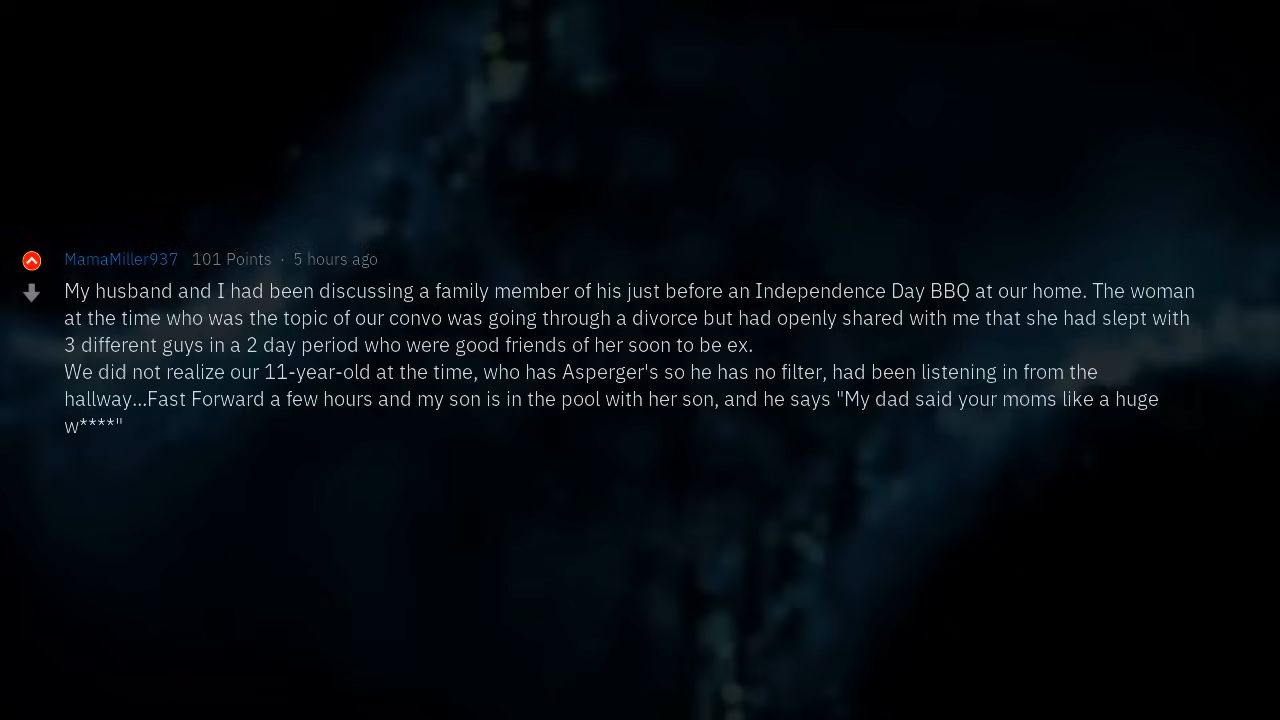 MamaMiller937 101 Points · 5 hours ago
My husband and I had been discussing a family member of his just before an Independence Day BBQ at our home. The woman
at the time who was the topic of our convo was going through a divorce but had openly shared with me that she had slept with
3 different guys in a 2 day period who were good friends of her soon to be ex.
We did not realize our 11-year-old at the time, who has Asperger's so he has no filter, had been listening in from the
hallway...Fast Forward a few hours and my son is in the pool with her son, and he says "My dad said your moms like a huge
w****"